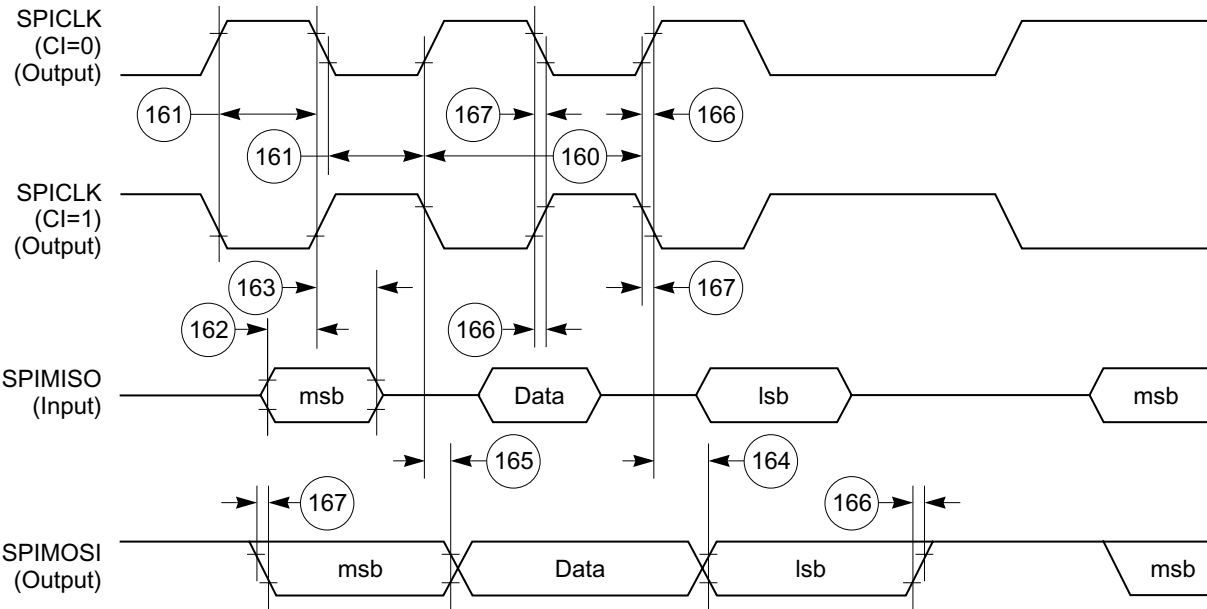 SPICLK
(CI=0)
(Output)
161
167
166
161
160
SPICLK
(CI=1)
(Output)
163
167
162
166
SPIMISO
(Input)
msb
Data
lsb
msb
165
164
167
166
SPIMOSI
(Output)
msb
Data
lsb
msb